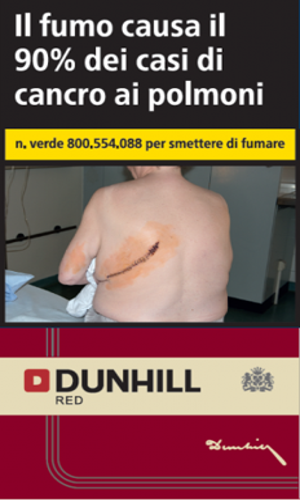 Il fumo causa il
90% dei casi di
cancro ai polmoni
n. verde 800.554.088 per smettere di fumare
DUNHILL
RED
Dunhill